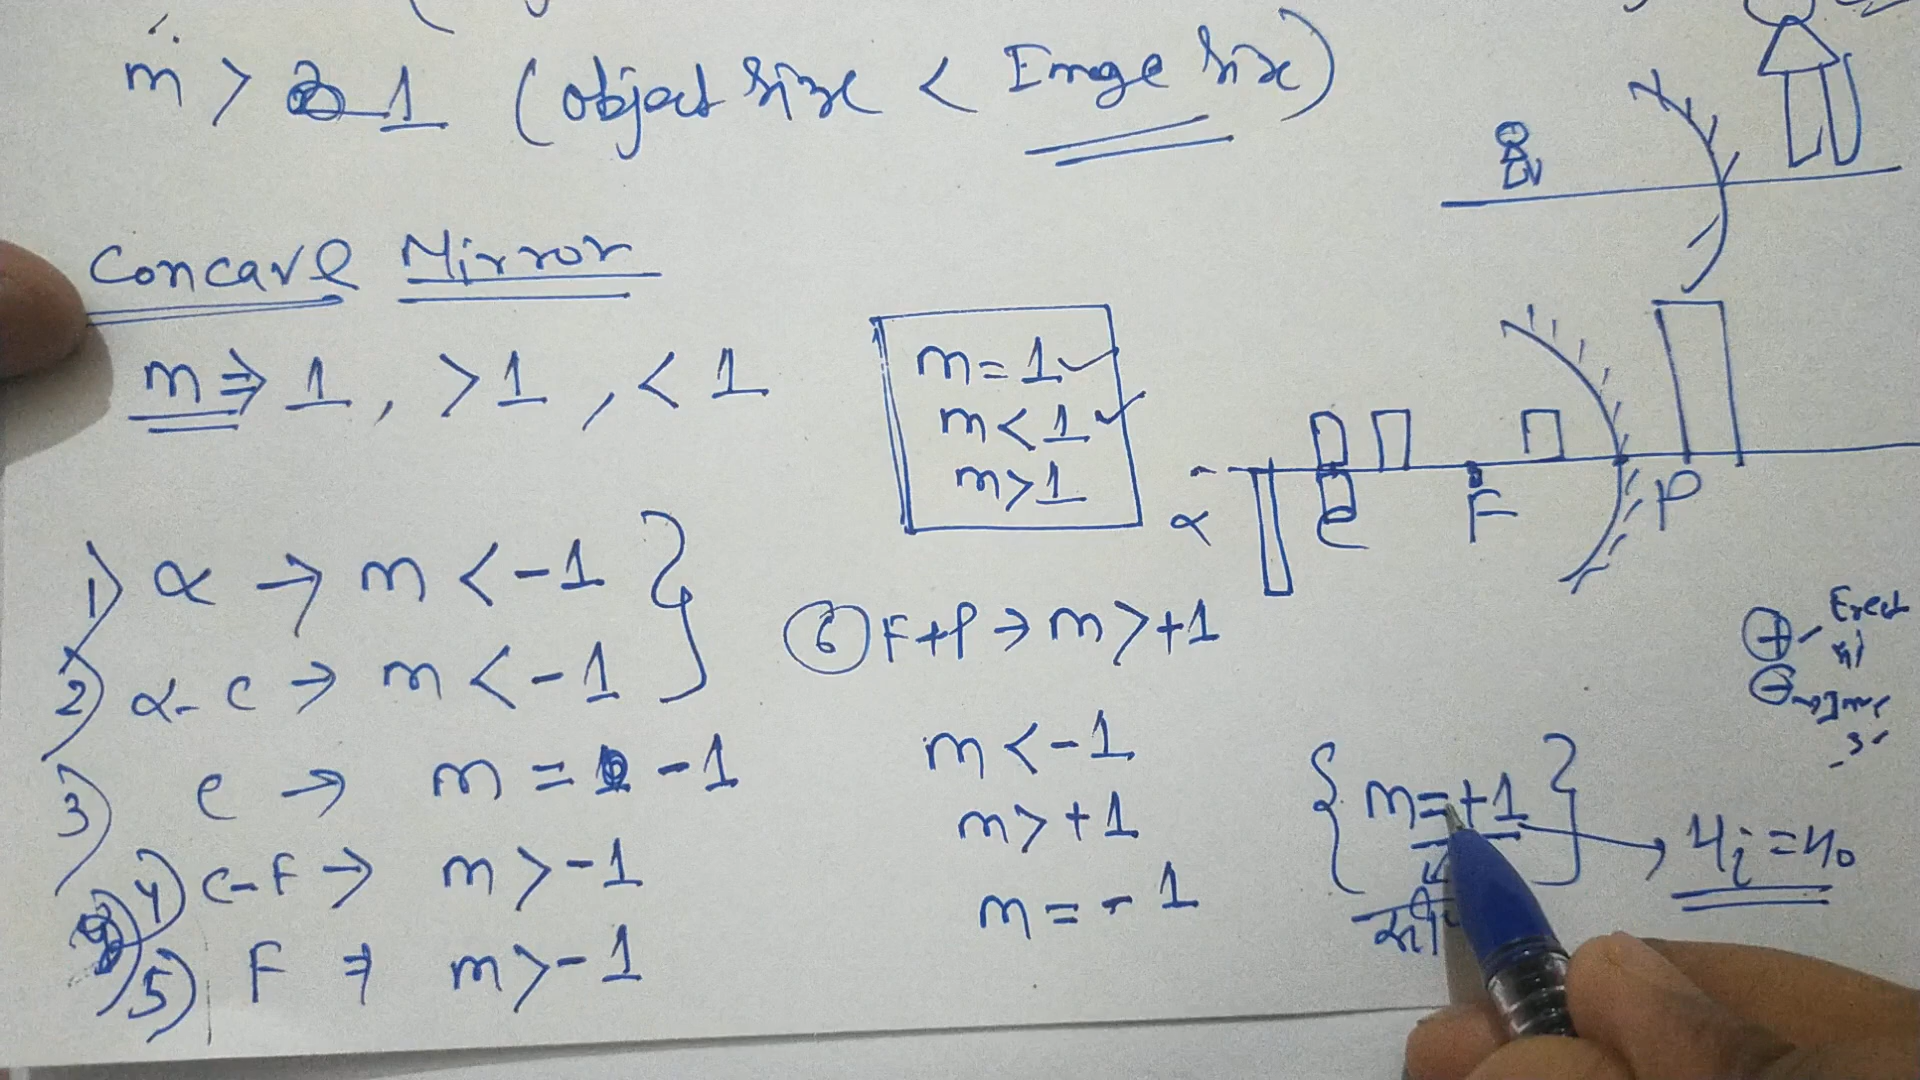 m > 1 (object size < Emage size)
Concave Mirror
m ⇒ 1, >1, <1
m = 1 ✓
m < 1 ✓
m > 1
α
C
F
P
1) α → m < -1
2) α - C → m < -1
3) C → m = -1
4) C-F → m > -1
5) F → m > -1
6 F+P → m > +1
m < -1
m > +1
m = -1
{ m = +1 }
→ Hi = Ho
+ Erect
-